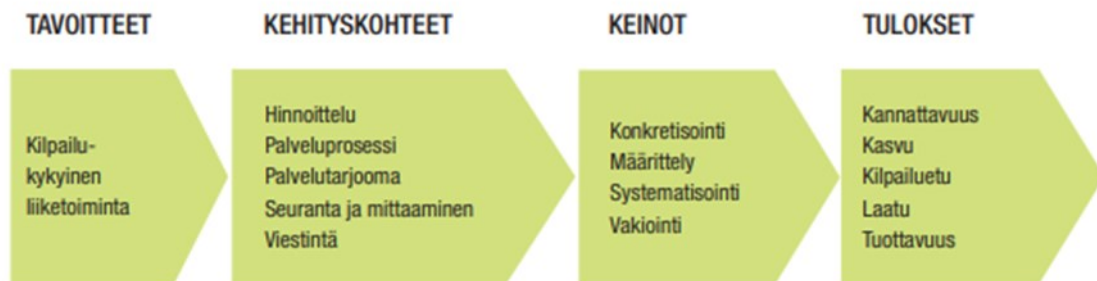 TAVOITTEET
Kilpailu-
kykyinen
liiketoiminta
KEHITYSKOHTEET
Hinnoittelu
Palveluprosessi
Palvelutarjooma
Seuranta ja mittaaminen
Viestintä
KEINOT
Konkretisointi
Määrittely
Systematisointi
Vakiointi
TULOKSET
Kannattavuus
Kasvu
Kilpailuetu
Laatu
Tuottavuus